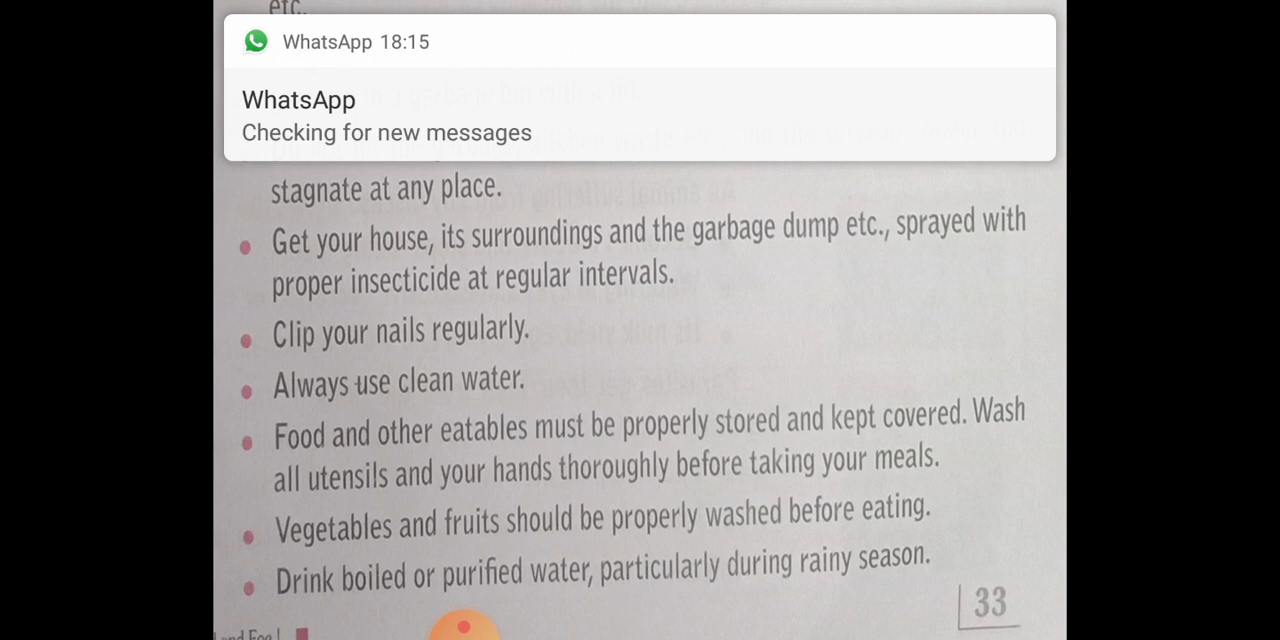 etc.
WhatsApp 18:15
WhatsApp
Checking for new messages
stagnate at any place.
Get your house, its surroundings and the garbage dump etc., sprayed with
proper insecticide at regular intervals.
Clip your nails regularly.
Always use clean water.
Food and other eatables must be properly stored and kept covered. Wash
all utensils and your hands thoroughly before taking your meals.
Vegetables and fruits should be properly washed before eating.
Drink boiled or purified water, particularly during rainy season.
33